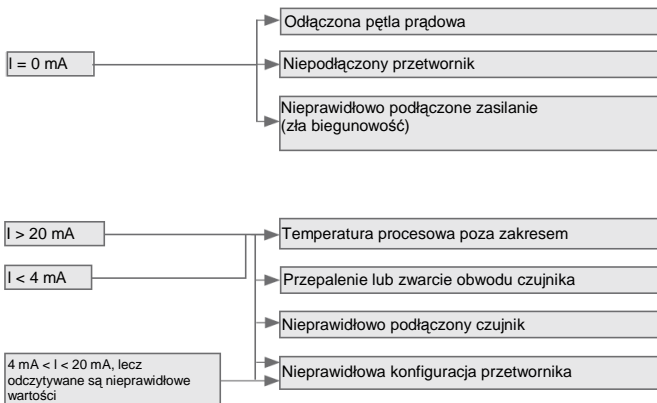 Odłączona pętla prądowa
I = 0 mA
Niepodłączony przetwornik
Nieprawidłowo podłączone zasilanie
(zła biegunowość)
I > 20 mA
Temperatura procesowa poza zakresem
I < 4 mA
Przepalenie lub zwarcie obwodu czujnika
Nieprawidłowo podłączony czujnik
4 mA < I < 20 mA, lecz
odczytywane są nieprawidłowe
wartości
Nieprawidłowa konfiguracja przetwornika